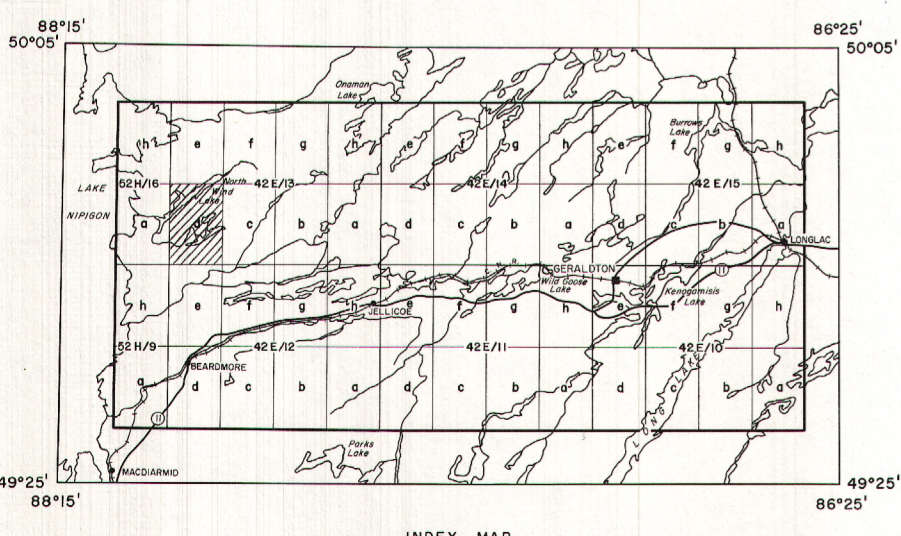 88°15' 86°25'
50°05' 50°05'
Onaman
Lake
Burrows
Lake
h e f g h e f g h e f g h
LAKE 52H/16 North 42E/13 42E/14 42E/15
Wind
Lake
NIPIGON
a d c b a d c b a d c b a
LONGLAC
C.N.R.
GERALDTON 11
Wild Goose
Lake
Kenogamisis
Lake
h e f g h e f g h e f g h
JELLICOE
52H/9 42E/12 42E/11 42E/10
BEARDMORE
LONG LAKE
a d c b a d c b a d c b a
11
Parks
Lake
MACDIARMID
49°25' 49°25'
88°15' 86°25'
INDEX MAP